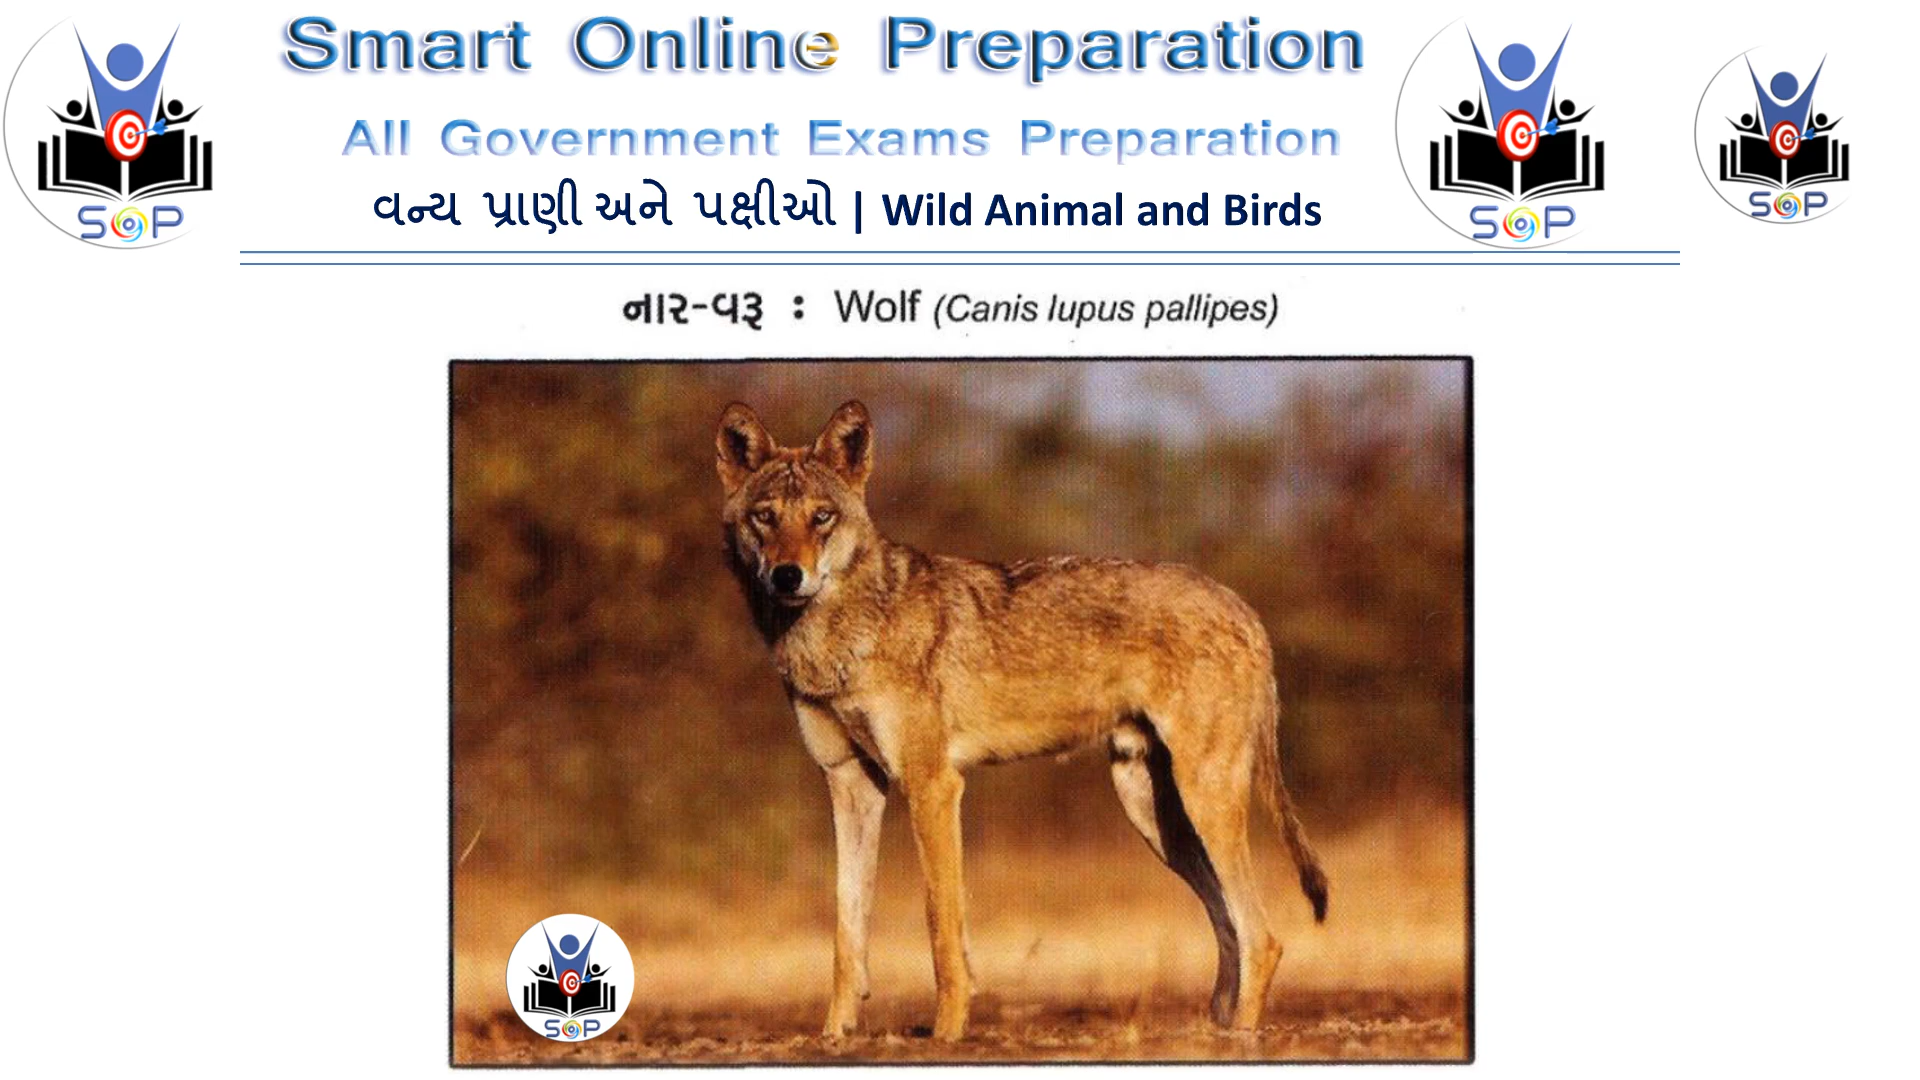 Smart Online Preparation
All Government Exams Preparation
વન્ય પ્રાણી અને પક્ષીઓ | Wild Animal and Birds
SOP
SOP
SOP
નાર-વરૂ : Wolf (Canis lupus pallipes)
SOP